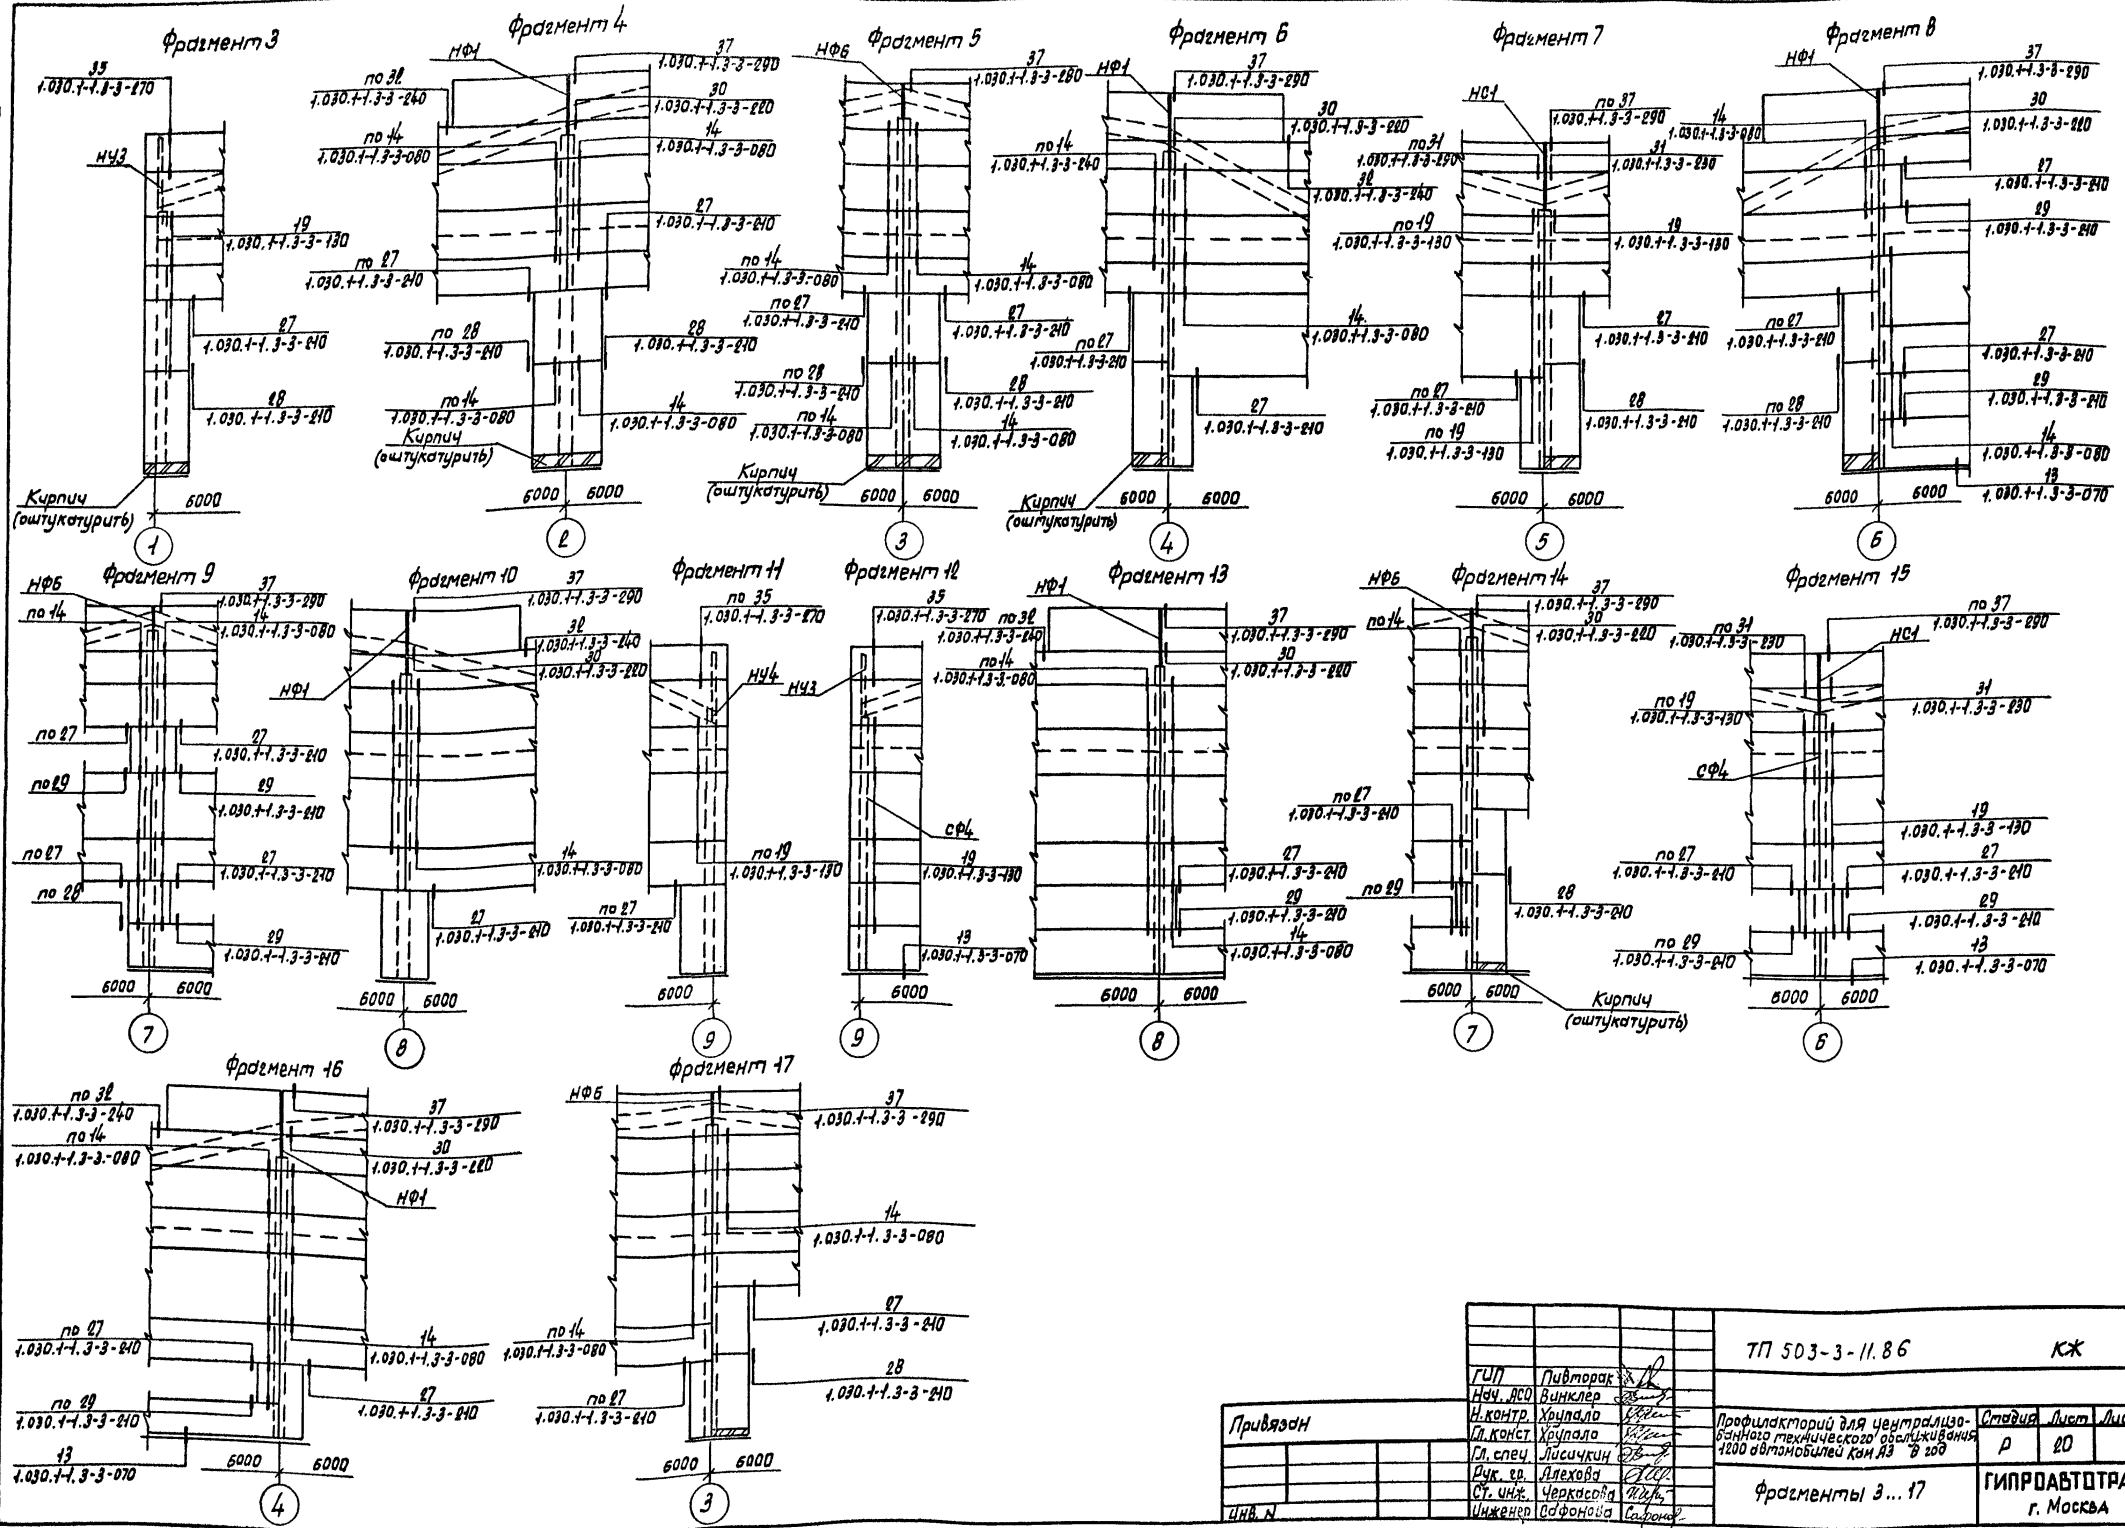 Фрагмент 3
35
1.030.1-1.3-3-270
НУ3
19
1.030.1-1.3-3-130
27
1.030.1-1.3-3-210
28
1.030.1-1.3-3-210
Кирпич
(оштукатурить)
6000
1
Фрагмент 4
НФ1
по 32
1.030.1-1.3-3-240
37
1.030.1-1.3-3-290
30
1.030.1-1.3-3-220
по 14
1.030.1-1.3-3-080
14
1.030.1-1.3-3-080
27
1.030.1-1.3-3-210
по 27
1.030.1-1.3-3-210
по 28
1.030.1-1.3-3-210
28
1.030.1-1.3-3-210
по 14
1.030.1-1.3-3-080
14
1.030.1-1.3-3-080
Кирпич
(оштукатурить)
6000 6000
2
Фрагмент 5
НФ6
37
1.030.1-1.3-3-280
по 14
1.030.1-1.3-3-080
14
1.030.1-1.3-3-080
по 27
1.030.1-1.3-3-210
27
1.030.1-1.3-3-210
по 28
1.030.1-1.3-3-210
28
1.030.1-1.3-3-210
по 14
1.030.1-1.3-3-080
14
1.030.1-1.3-3-080
Кирпич
(оштукатурить)
6000 6000
3
Фрагмент 6
НФ1
37
1.030.1-1.3-3-290
30
1.030.1-1.3-3-220
по 14
1.030.1-1.3-3-240
32
1.030.1-1.3-3-240
14
1.030.1-1.3-3-080
по 27
1.030.1-1.3-3-210
27
1.030.1-1.3-3-210
Кирпич
(оштукатурить)
6000 6000
4
Фрагмент 7
НС1
по 37
1.030.1-1.3-3-290
по 31
1.030.1-1.3-3-290
31
1.030.1-1.3-3-230
по 19
1.030.1-1.3-3-130
19
1.030.1-1.3-3-130
27
1.030.1-1.3-3-210
по 27
1.030.1-1.3-3-210
28
1.030.1-1.3-3-210
по 19
1.030.1-1.3-3-130
6000 6000
5
Фрагмент 8
НФ1
37
1.030.1-1.3-3-290
14
1.030.1-1.3-3-080
30
1.030.1-1.3-3-220
27
1.030.1-1.3-3-210
29
1.030.1-1.3-3-210
по 27
1.030.1-1.3-3-210
27
1.030.1-1.3-3-210
29
1.030.1-1.3-3-210
по 28
1.030.1-1.3-3-210
14
1.030.1-1.3-3-080
13
1.030.1-1.3-3-070
6000 6000
6
Фрагмент 9
НФ6
37
1.030.1-1.3-3-290
по 14
14
1.030.1-1.3-3-080
по 27
27
1.030.1-1.3-3-210
по 29
29
1.030.1-1.3-3-210
по 27
27
1.030.1-1.3-3-210
по 28
29
1.030.1-1.3-3-210
6000 6000
7
Фрагмент 10
37
1.030.1-1.3-3-290
32
1.030.1-1.3-3-240
30
1.030.1-1.3-3-220
НФ1
14
1.030.1-1.3-3-080
27
1.030.1-1.3-3-210
6000 6000
8
Фрагмент 11
по 35
1.030.1-1.3-3-270
НУ4
по 19
1.030.1-1.3-3-130
по 27
1.030.1-1.3-3-210
6000
9
Фрагмент 12
35
1.030.1-1.3-3-270
НУ3
СФ4
19
1.030.1-1.3-3-130
13
1.030.1-1.3-3-070
6000
9
Фрагмент 13
НФ1
по 32
1.030.1-1.3-3-240
37
1.030.1-1.3-3-290
по 14
1.030.1-1.3-3-080
30
1.030.1-1.3-3-220
27
1.030.1-1.3-3-210
29
1.030.1-1.3-3-210
14
1.030.1-1.3-3-080
6000 6000
8
Фрагмент 14
НФ6
37
1.030.1-1.3-3-290
по 14
30
1.030.1-1.3-3-220
по 27
1.030.1-1.3-3-210
по 29
28
1.030.1-1.3-3-210
6000 6000
Кирпич
(оштукатурить)
7
Фрагмент 15
по 37
1.030.1-1.3-3-290
по 31
1.030.1-1.3-3-230
НС1
по 19
1.030.1-1.3-3-130
31
1.030.1-1.3-3-230
СФ4
19
1.030.1-1.3-3-130
по 27
1.030.1-1.3-3-210
27
1.030.1-1.3-3-210
29
1.030.1-1.3-3-210
по 29
1.030.1-1.3-3-210
13
1.030.1-1.3-3-070
6000 6000
6
Фрагмент 16
по 32
1.030.1-1.3-3-240
37
1.030.1-1.3-3-290
по 14
1.030.1-1.3-3-080
30
1.030.1-1.3-3-220
НФ1
по 27
1.030.1-1.3-3-210
14
1.030.1-1.3-3-080
27
1.030.1-1.3-3-210
по 29
1.030.1-1.3-3-210
13
1.030.1-1.3-3-070
6000 6000
4
Фрагмент 17
НФ6
37
1.030.1-1.3-3-290
14
1.030.1-1.3-3-080
27
1.030.1-1.3-3-210
по 14
1.030.1-1.3-3-080
28
1.030.1-1.3-3-210
по 27
1.030.1-1.3-3-210
6000 6000
3
ТП 503-3-11.86 КЖ
Привязан
Инв. N
ГИП Пивторак
Нач. АСО Винклер
Н.контр. Хрупало
Гл. конст Хрупало
Гл. спец Лисичкин
Рук. гр. Алехова
Ст. инж. Черкасова
Инженер Сафонова
Профилакторий для централизо-
ванного технического обслуживания
1200 автомобилей КамАЗ в год
Стадия Лист Лис
Р 20
Фрагменты 3...17
ГИПРОАВТОТРА
г. Москва